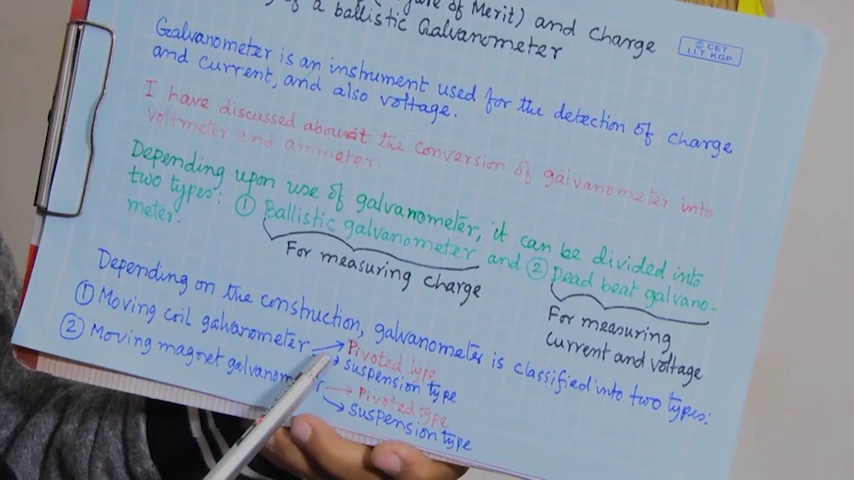 of Merit) and charge
of a ballistic Galvanometer
© CET
I.I.T. KGP
Goalvanometer is an instrument used for the detection of charge
and current, and also voltage.
I have discussed about the conversion of galvanometer into
voltmeter and ammeter.
Depending upon use of galvanometer, it can be divided into
two types: ① Ballistic galvanometer and ② Dead beat galvano-
meter.
For measuring charge
For measuring
current and voltage
Depending on the construction, galvanometer is classified into two types:
① Moving coil galvanometer → Pivoted type
→ suspension type
② Moving magnet galvanometer → Pivoted type
→ suspension type